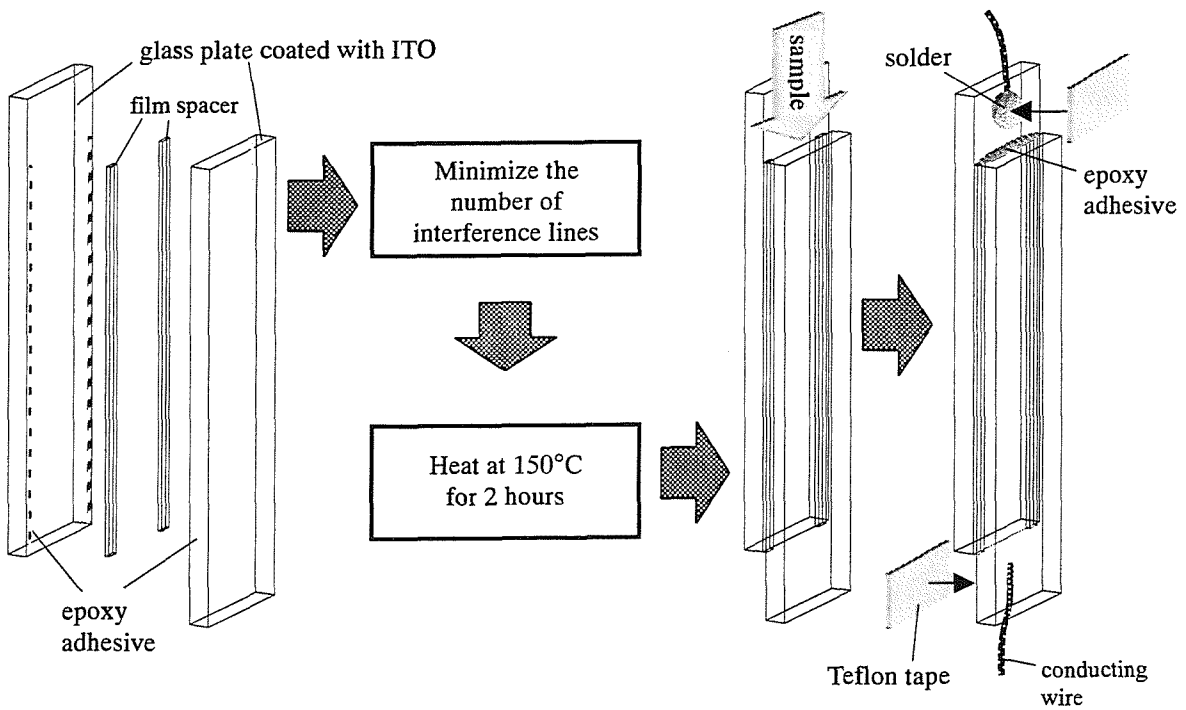 glass plate coated with ITO
film spacer
epoxy
adhesive
Minimize the
number of
interference lines
Heat at 150°C
for 2 hours
sample
solder
epoxy
adhesive
Teflon tape
conducting
wire